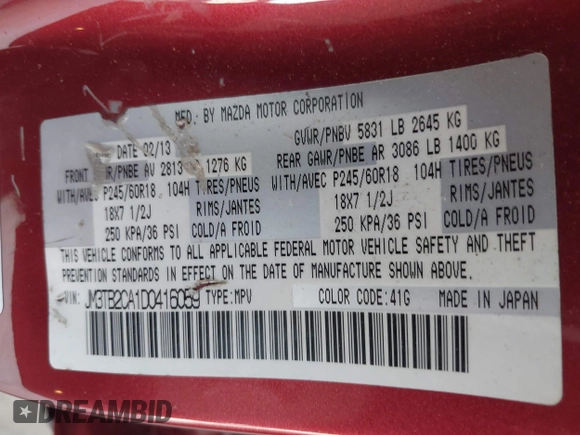 MFD. BY MAZDA MOTOR CORPORATION
DATE 02/13 GVWR/PNBV 5831 LB 2645 KG
FRONT /PNBE AV 2813 1276 KG REAR GAWR/PNBE AR 3086 LB 1400 KG
WITH/AVEC P245/60R18 104H TIRES/PNEUS WITH/AVEC P245/60R18 104H TIRES/PNEUS
18X7 1/2J RIMS/JANTES 18X7 1/2J RIMS/JANTES
250 KPA/36 PSI COLD/A FROID 250 KPA/36 PSI COLD/A FROID
THIS VEHICLE CONFORMS TO ALL APPLICABLE FEDERAL MOTOR VEHICLE SAFETY AND THEFT
PREVENTION STANDARDS IN EFFECT ON THE DATE OF MANUFACTURE SHOWN ABOVE.
VIN: JM3TB2CA1D0416059 TYPE:MPV COLOR CODE:41G MADE IN JAPAN
DREAMBID